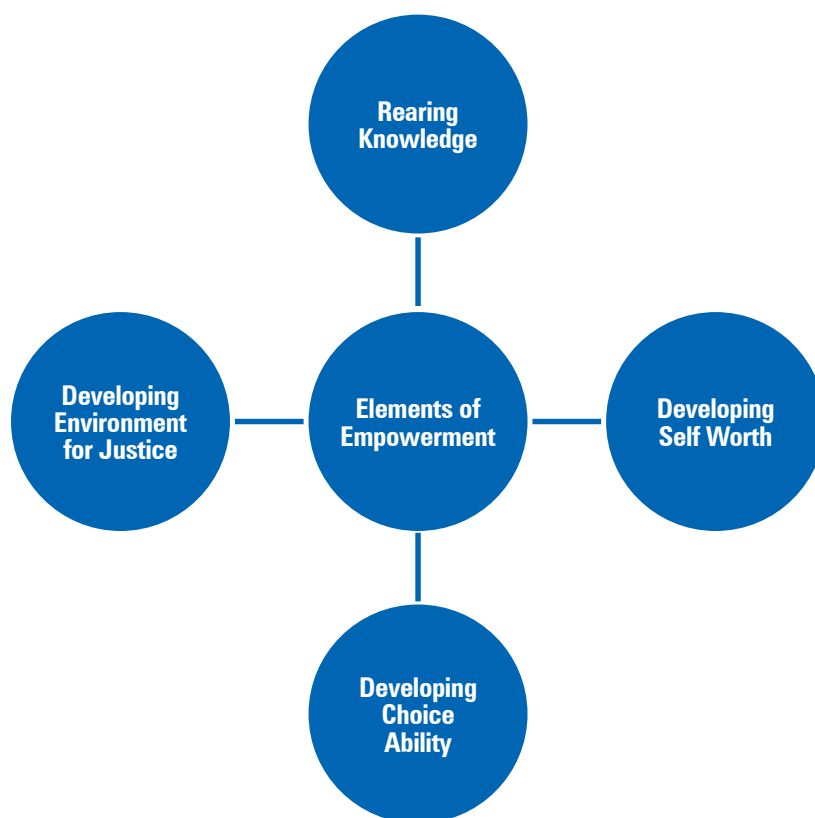 Rearing
Knowledge
Developing
Environment
for Justice
Elements of
Empowerment
Developing
Self Worth
Developing
Choice
Ability